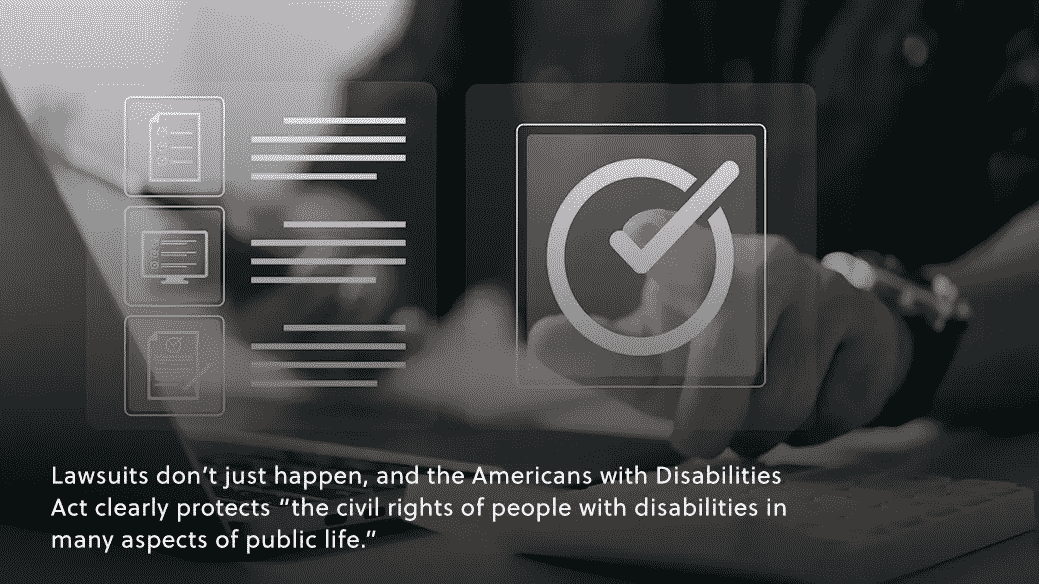 Lawsuits don’t just happen, and the Americans with Disabilities
Act clearly protects “the civil rights of people with disabilities in
many aspects of public life.”